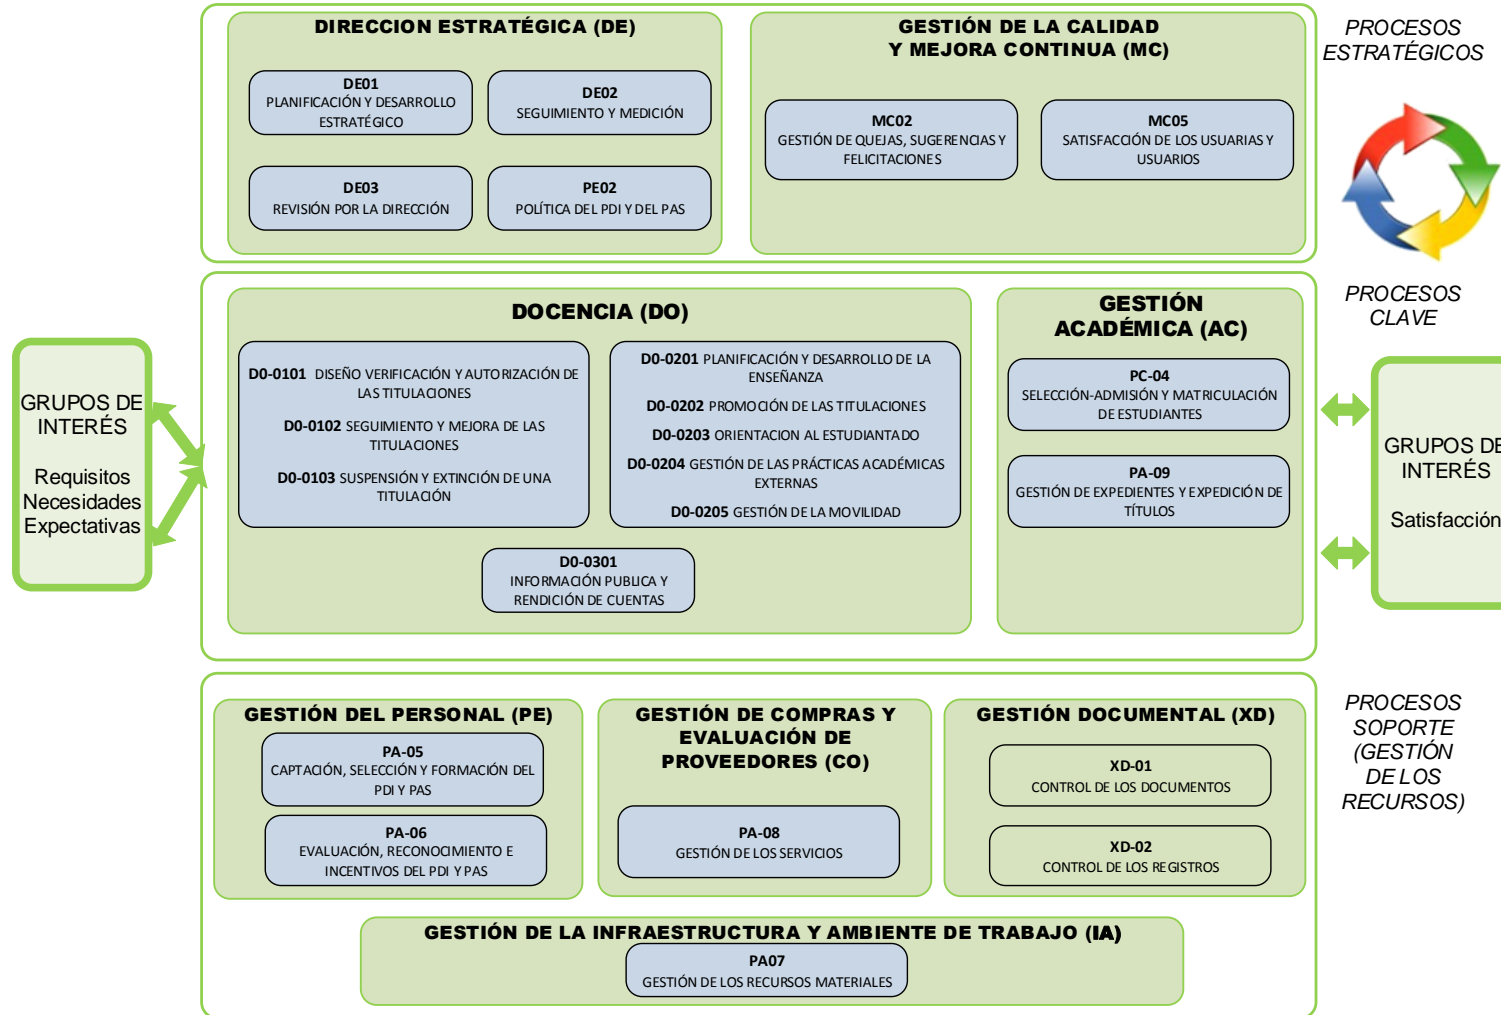 DIRECCION ESTRATÉGICA (DE)
DE01
PLANIFICACIÓN Y DESARROLLO
ESTRATÉGICO
DE02
SEGUIMIENTO Y MEDICIÓN
DE03
REVISIÓN POR LA DIRECCIÓN
PE02
POLÍTICA DEL PDI Y DEL PAS
GESTIÓN DE LA CALIDAD
Y MEJORA CONTINUA (MC)
MC02
GESTIÓN DE QUEJAS, SUGERENCIAS Y
FELICITACIONES
MC05
SATISFACCIÓN DE LOS USUARIAS Y
USUARIOS
PROCESOS
ESTRATÉGICOS
GRUPOS DE
INTERÉS
Requisitos
Necesidades
Expectativas
DOCENCIA (DO)
D0-0101 DISEÑO VERIFICACIÓN Y AUTORIZACIÓN DE
LAS TITULACIONES
D0-0102 SEGUIMIENTO Y MEJORA DE LAS
TITULACIONES
D0-0103 SUSPENSIÓN Y EXTINCIÓN DE UNA
TITULACIÓN
D0-0201 PLANIFICACIÓN Y DESARROLLO DE LA
ENSEÑANZA
D0-0202 PROMOCIÓN DE LAS TITULACIONES
D0-0203 ORIENTACION AL ESTUDIANTADO
D0-0204 GESTIÓN DE LAS PRÁCTICAS ACADÉMICAS
EXTERNAS
D0-0205 GESTIÓN DE LA MOVILIDAD
D0-0301
INFORMACIÓN PUBLICA Y
RENDICIÓN DE CUENTAS
GESTIÓN
ACADÉMICA (AC)
PC-04
SELECCIÓN-ADMISIÓN Y MATRICULACIÓN
DE ESTUDIANTES
PA-09
GESTIÓN DE EXPEDIENTES Y EXPEDICIÓN DE
TÍTULOS
PROCESOS
CLAVE
GRUPOS DE
INTERÉS
Satisfacción
GESTIÓN DEL PERSONAL (PE)
PA-05
CAPTACIÓN, SELECCIÓN Y FORMACIÓN DEL
PDI Y PAS
PA-06
EVALUACIÓN, RECONOCIMIENTO E
INCENTIVOS DEL PDI Y PAS
GESTIÓN DE COMPRAS Y
EVALUACIÓN DE
PROVEEDORES (CO)
PA-08
GESTIÓN DE LOS SERVICIOS
GESTIÓN DOCUMENTAL (XD)
XD-01
CONTROL DE LOS DOCUMENTOS
XD-02
CONTROL DE LOS REGISTROS
PROCESOS
SOPORTE
(GESTIÓN
DE LOS
RECURSOS)
GESTIÓN DE LA INFRAESTRUCTURA Y AMBIENTE DE TRABAJO (IA)
PA07
GESTIÓN DE LOS RECURSOS MATERIALES